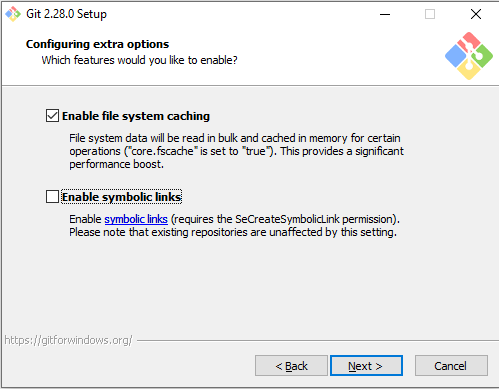 Git 2.28.0 Setup
Configuring extra options
Which features would you like to enable?
Enable file system caching
File system data will be read in bulk and cached in memory for certain
operations ("core.fscache" is set to "true"). This provides a significant
performance boost.
Enable symbolic links
Enable symbolic links (requires the SeCreateSymbolicLink permission).
Please note that existing repositories are unaffected by this setting.
https://gitforwindows.org/
< Back
Next >
Cancel